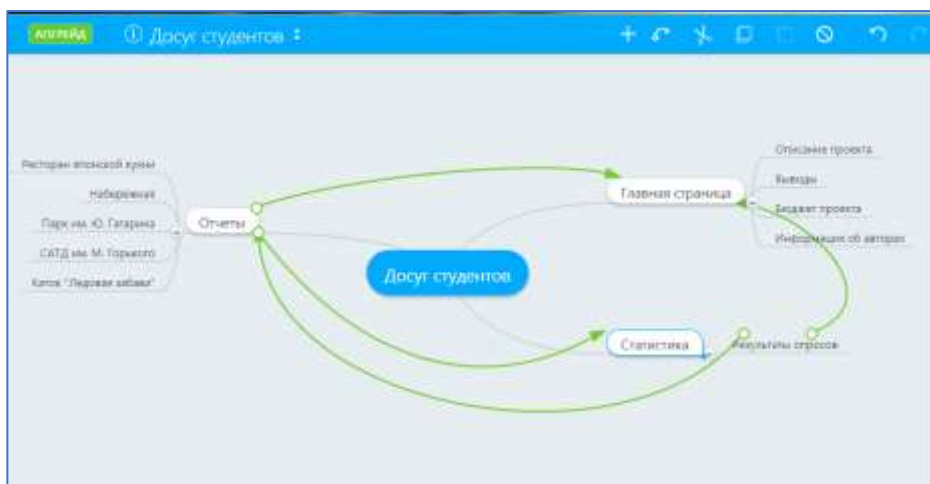 АПГРЕЙД
Досуг студентов
Ресторан японской кухни
Набережная
Парк им. Ю. Гагарина
САТД им. М. Горького
Каток "Ледовая забава"
Отчеты
Досуг студентов
Главная страница
Описание проекта
Выводы
Бюджет проекта
Информация об авторах
Статистика
Результаты опросов